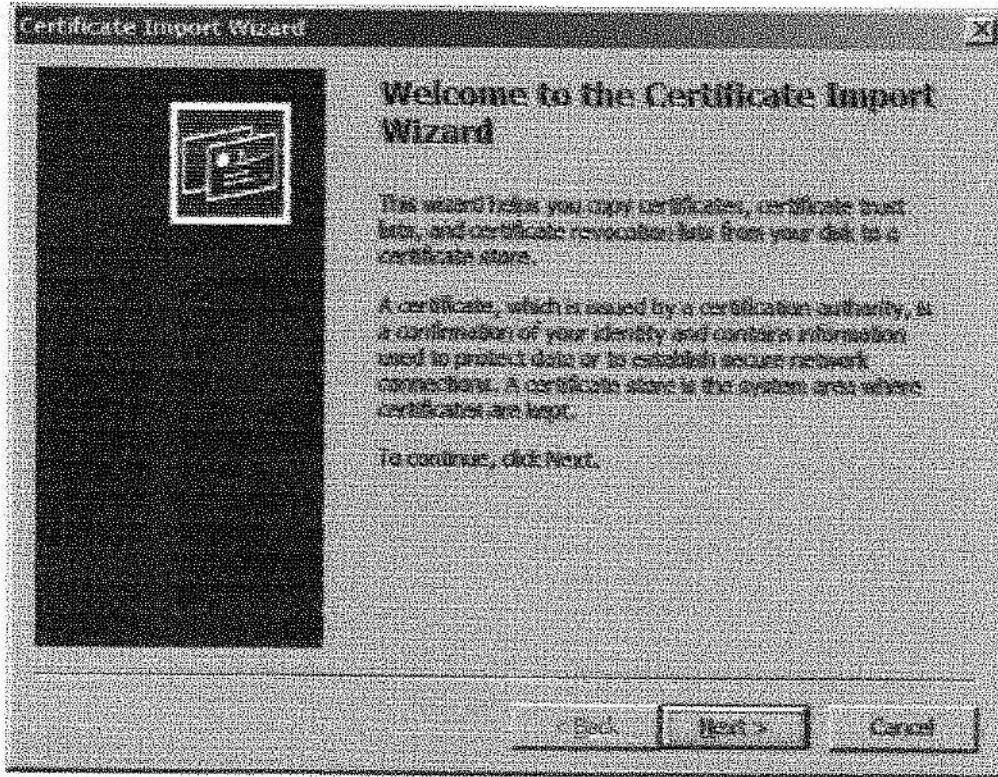 Certificate Import Wizard
Welcome to the Certificate Import
Wizard
This wizard helps you copy certificates, certificate trust
lists, and certificate revocation lists from your disk to a
certificate store.
A certificate, which is issued by a certification authority, is
a confirmation of your identity and contains information
used to protect data or to establish secure network
connections. A certificate store is the system area where
certificates are kept.
To continue, click Next.
< Back
Next >
Cancel